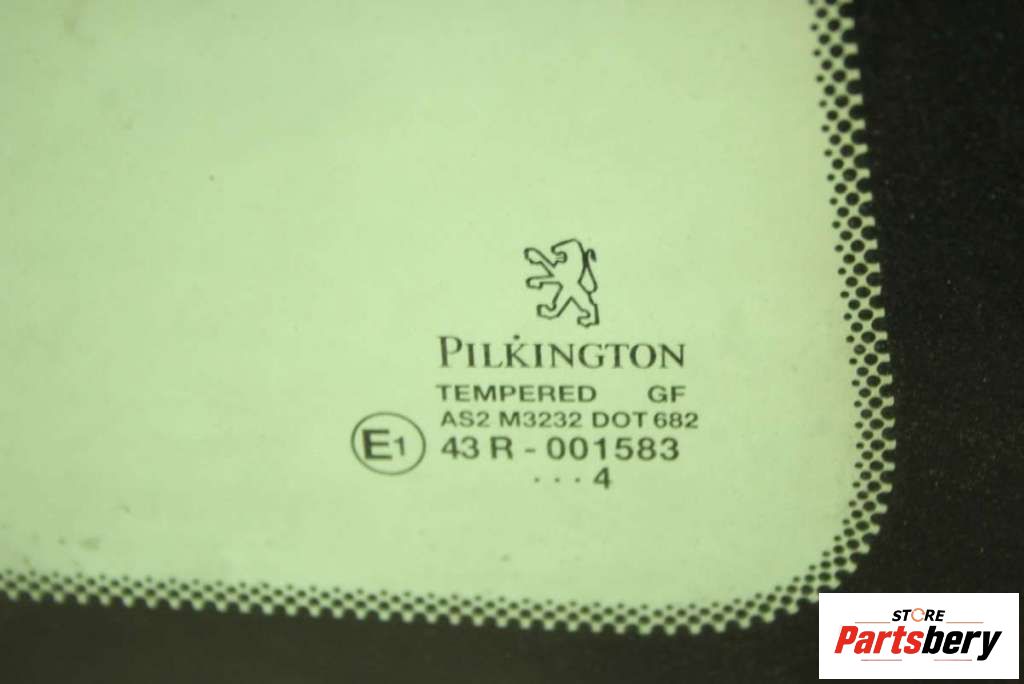 PILKINGTON
TEMPERED GF
AS2 M3232 DOT 682
E1 43 R - 001583
. . . 4
STORE
Partsbery